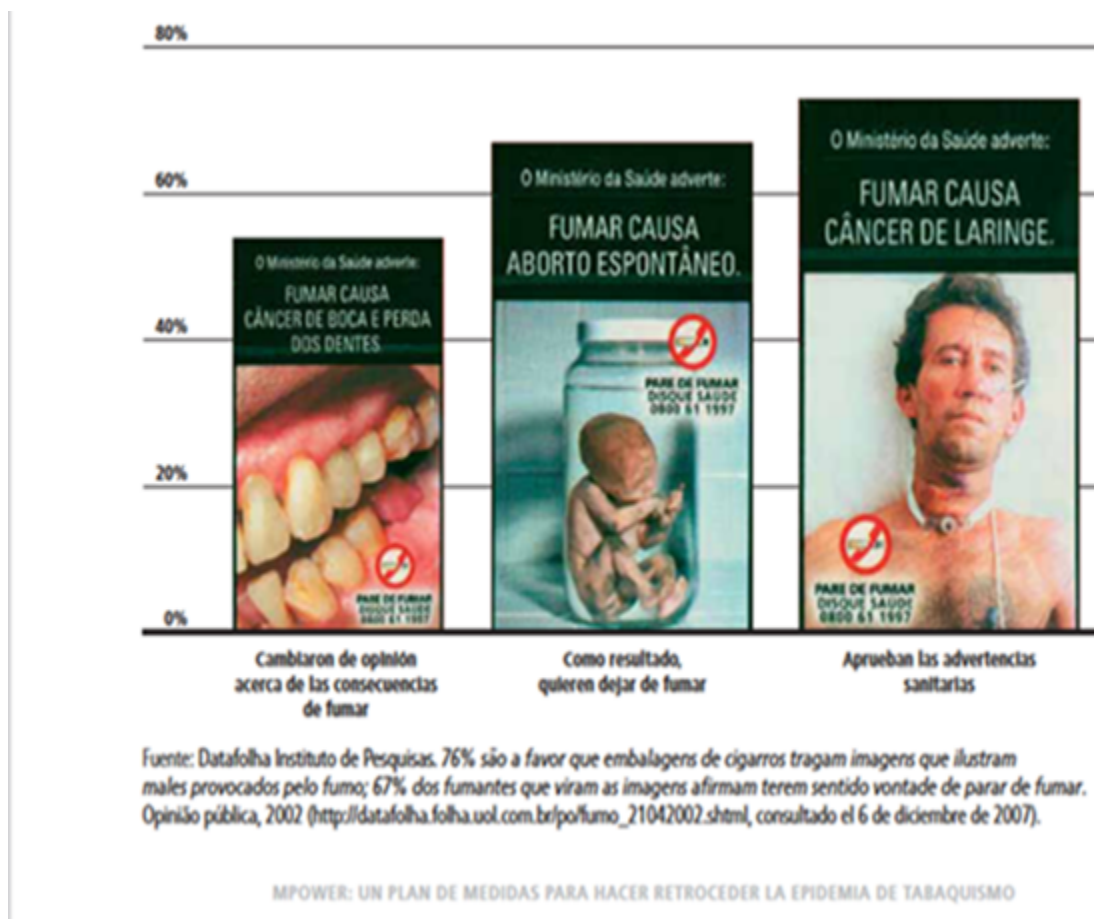 80%
60%
40%
20%
0%
O Ministério da Saúde adverte:
FUMAR CAUSA
CÂNCER DE BOCA E PERDA
DOS DENTES
PARE DE FUMAR
DISQUE SAÚDE
0800 61 1997
O Ministério da Saúde adverte:
FUMAR CAUSA
ABORTO ESPONTÂNEO.
PARE DE FUMAR
DISQUE SAÚDE
0800 61 1997
O Ministério da Saúde adverte:
FUMAR CAUSA
CÂNCER DE LARINGE.
PARE DE FUMAR
DISQUE SAÚDE
0800 61 1997
Cambiaron de opinión
acerca de las consecuencias
de fumar
Como resultado,
quieren dejar de fumar
Aprueban las advertencias
sanitarias
Fuente: Datafolha Instituto de Pesquisas. 76% são a favor que embalagens de cigarros tragam imagens que ilustram
males provocados pelo fumo; 67% dos fumantes que viram as imagens afirmam terem sentido vontade de parar de fumar.
Opinião pública, 2002 (http://datafolha.folha.uol.com.br/po/fumo_21042002.shtml, consultado el 6 de diciembre de 2007).
MPOWER: UN PLAN DE MEDIDAS PARA HACER RETROCEDER LA EPIDEMIA DE TABAQUISMO